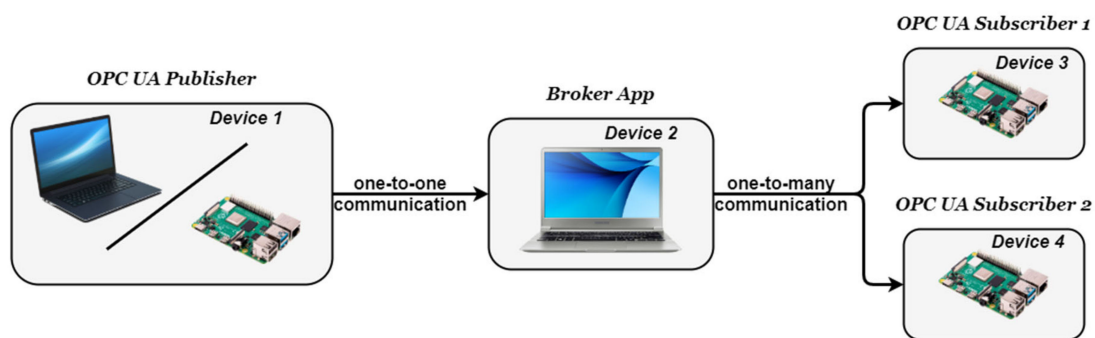 OPC UA Publisher
Device 1
one-to-one
communication
Broker App
Device 2
one-to-many
communication
OPC UA Subscriber 1
Device 3
OPC UA Subscriber 2
Device 4